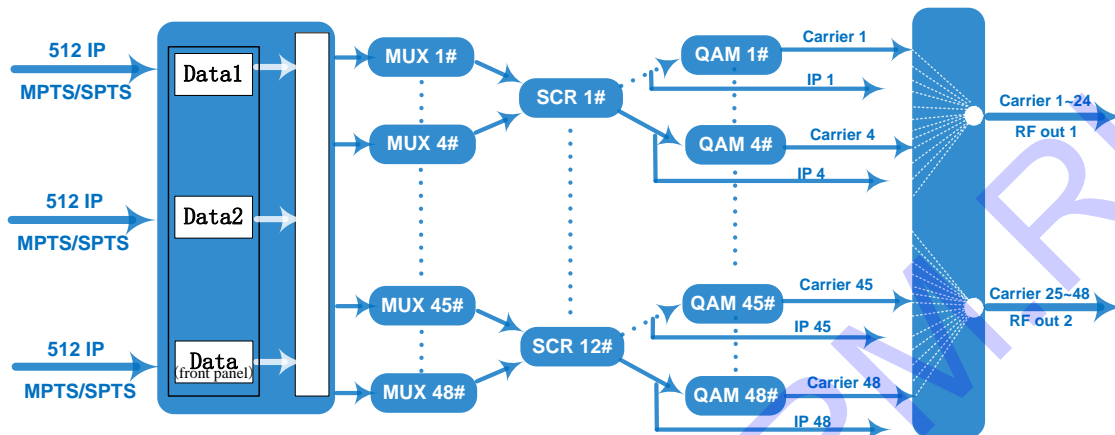 512 IP
MPTS/SPTS
512 IP
MPTS/SPTS
512 IP
MPTS/SPTS
Data1
Data2
Data
(front panel)
MUX 1#
MUX 4#
MUX 45#
MUX 48#
SCR 1#
SCR 12#
QAM 1#
QAM 4#
QAM 45#
QAM 48#
Carrier 1
IP 1
Carrier 4
IP 4
Carrier 45
IP 45
Carrier 48
IP 48
Carrier 1~24
RF out 1
Carrier 25~48
RF out 2